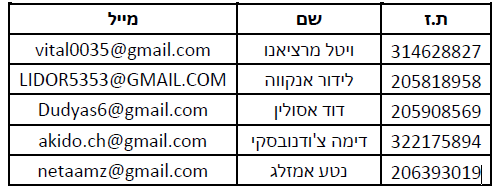 ת.ז שם מייל
314628827 ויטל מרציאנו vital0035@gmail.com
205818958 לידור אנקווה LIDOR5353@GMAIL.COM
205908569 דוד אסולין Dudyas6@gmail.com
322175894 דימה צ'ודנובסקי akido.ch@gmail.com
206393019 נטע אמזלג netaamz@gmail.com